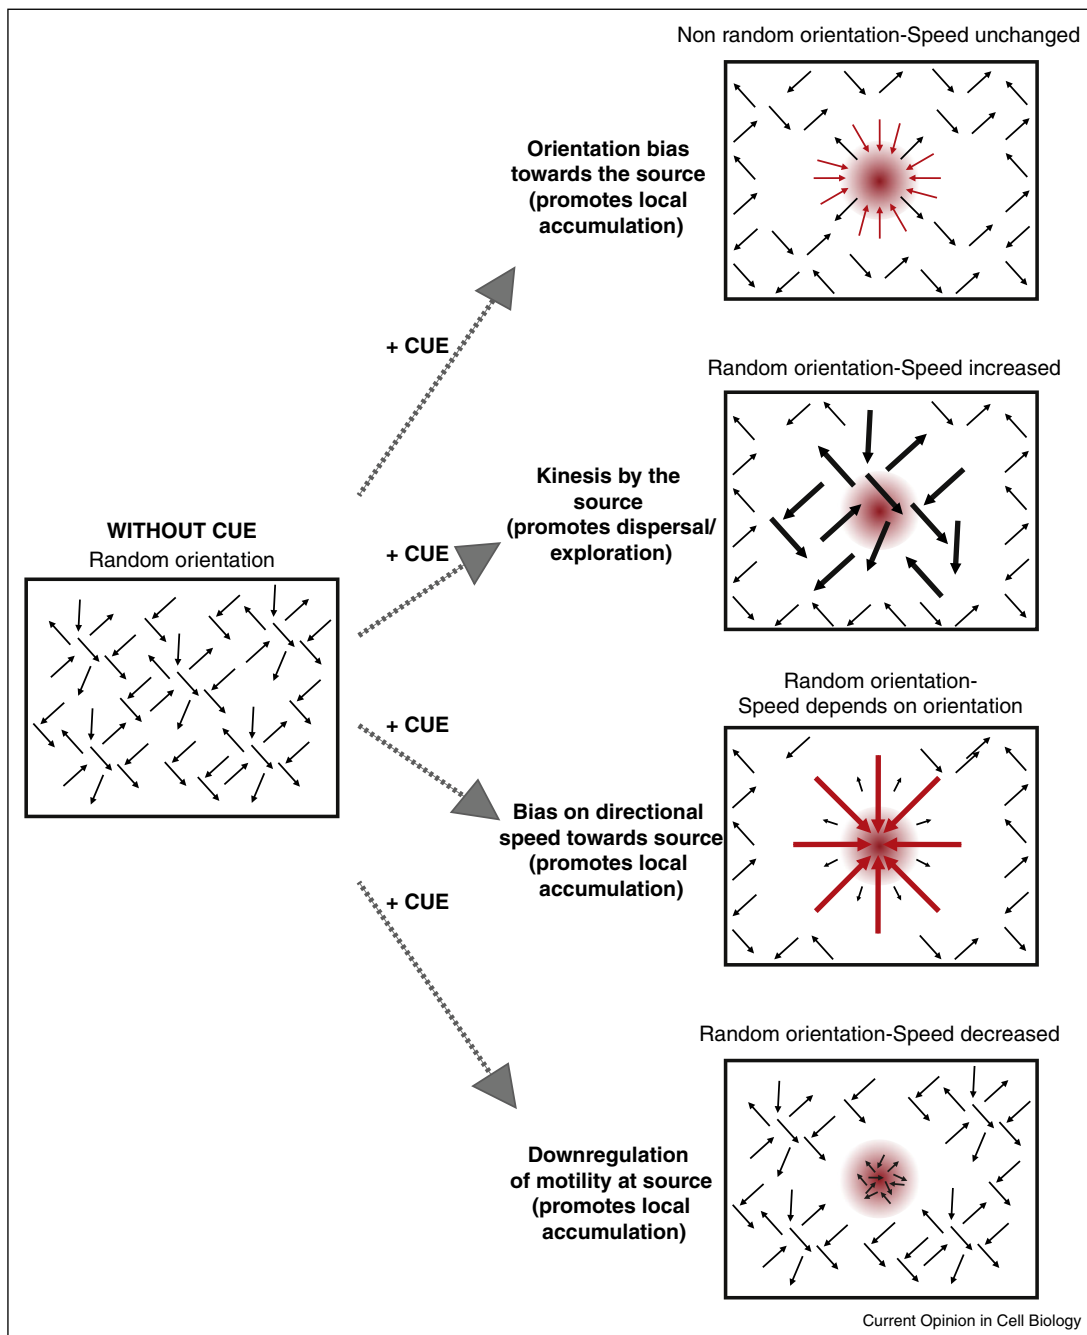 Non random orientation-Speed unchanged
Orientation bias
towards the source
(promotes local
accumulation)
+ CUE
Random orientation-Speed increased
Kinesis by the
source
(promotes dispersal/
exploration)
+ CUE
WITHOUT CUE
Random orientation
Random orientation-
Speed depends on orientation
+ CUE
Bias on directional
speed towards source
(promotes local
accumulation)
+ CUE
Random orientation-Speed decreased
Downregulation
of motility at source
(promotes local
accumulation)
Current Opinion in Cell Biology